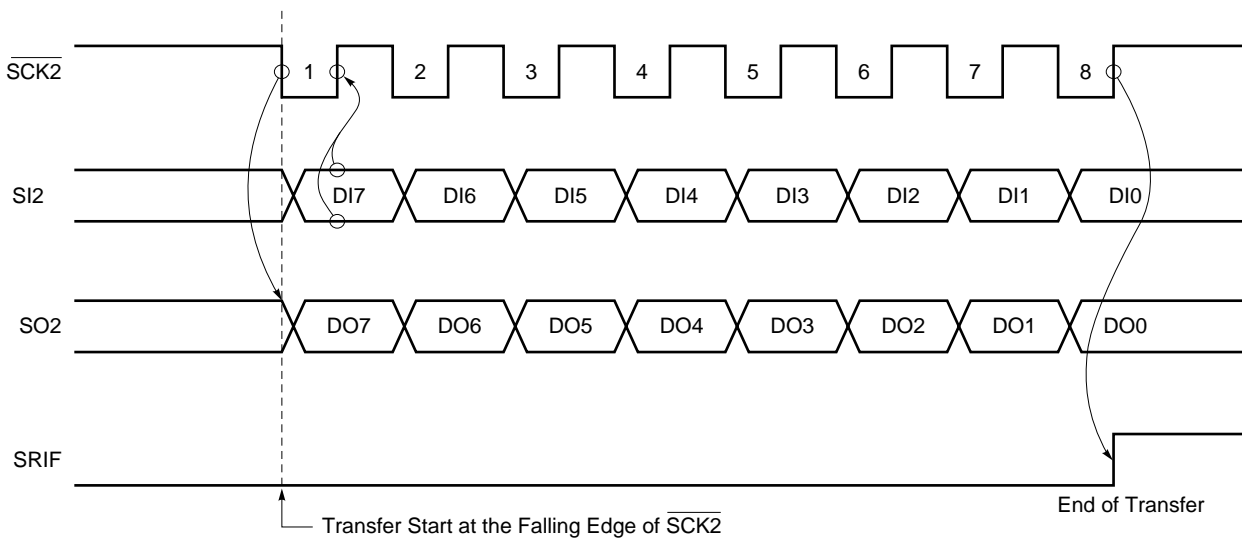 SCK2 1 2 3 4 5 6 7 8
SI2 DI7 DI6 DI5 DI4 DI3 DI2 DI1 DI0
SO2 DO7 DO6 DO5 DO4 DO3 DO2 DO1 DO0
SRIF
End of Transfer
Transfer Start at the Falling Edge of SCK2